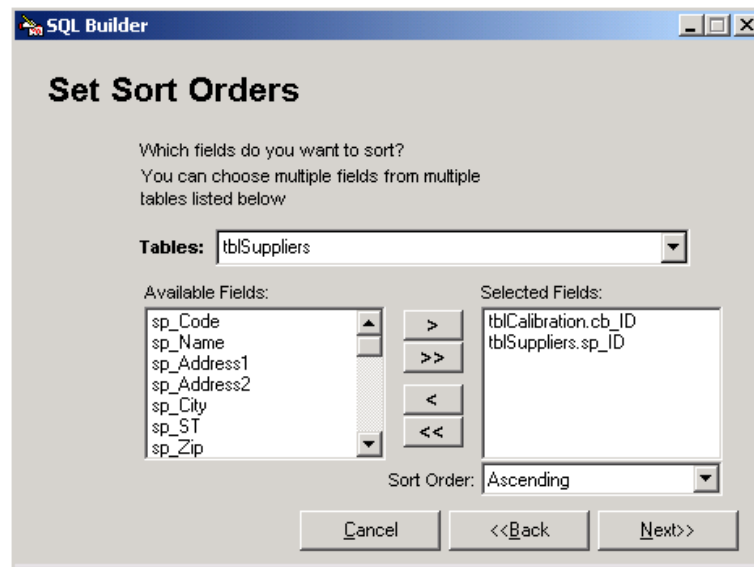 SQL Builder
Set Sort Orders
Which fields do you want to sort?
You can choose multiple fields from multiple
tables listed below
Tables: tblSuppliers
Available Fields:
sp_Code
sp_Name
sp_Address1
sp_Address2
sp_City
sp_ST
sp_Zip
>
>>
<
<<
Selected Fields:
tblCalibration.cb_ID
tblSuppliers.sp_ID
Sort Order: Ascending
Cancel
<<Back
Next>>